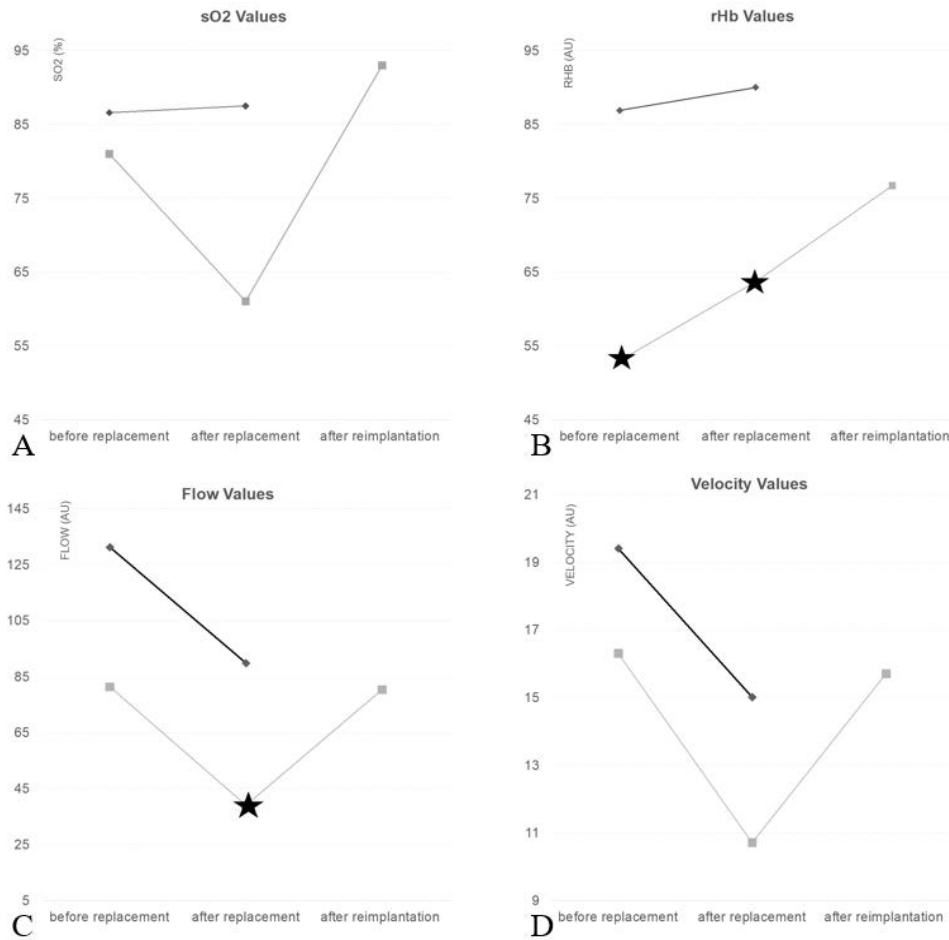 sO2 Values
SO2 (%)
95
85
75
65
55
45
before replacement after replacement after reimplantation
A
rHb Values
RHB (AU)
95
85
75
65
55
45
before replacement after replacement after reimplantation
B
Flow Values
FLOW (AU)
145
125
105
85
65
45
25
5
before replacement after replacement after reimplantation
C
Velocity Values
VELOCITY (AU)
21
19
17
15
13
11
9
before replacement after replacement after reimplantation
D